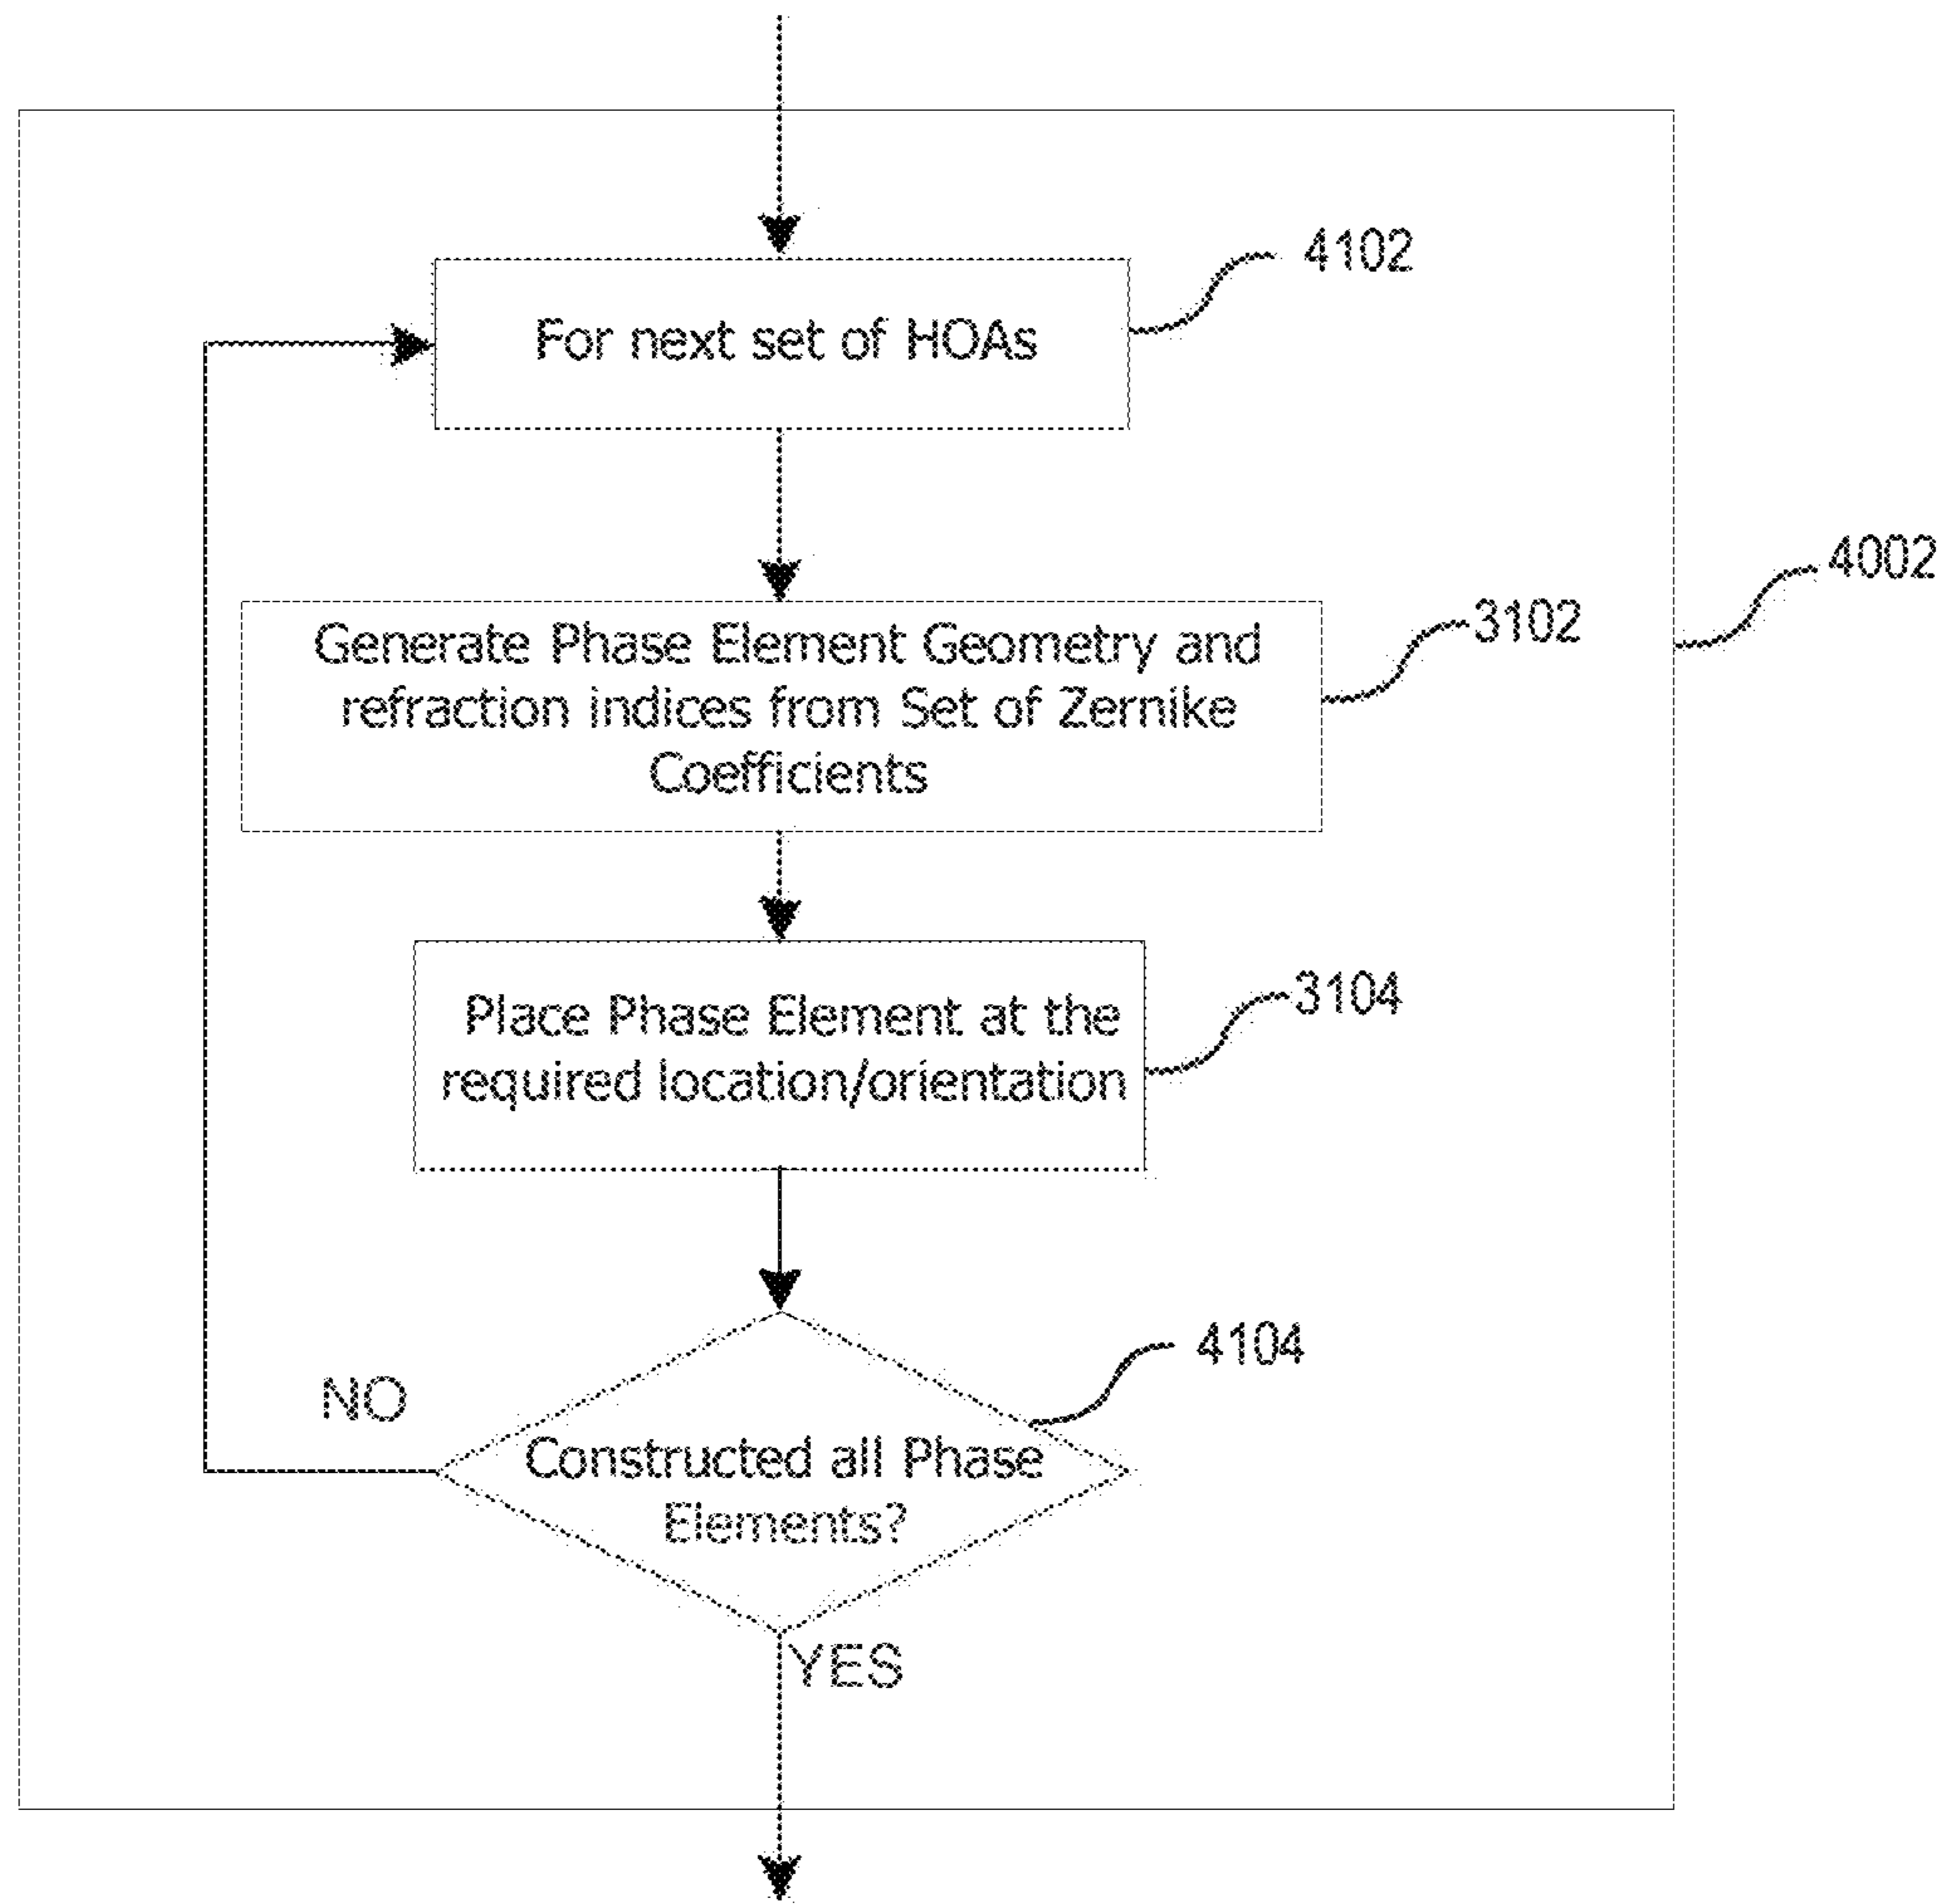 4102
For next set of HOAs
4002
3102
Generate Phase Element Geometry and
refraction indices from Set of Zernike
Coefficients
3104
Place Phase Element at the
required location/orientation
4104
NO
Constructed all Phase
Elements?
YES